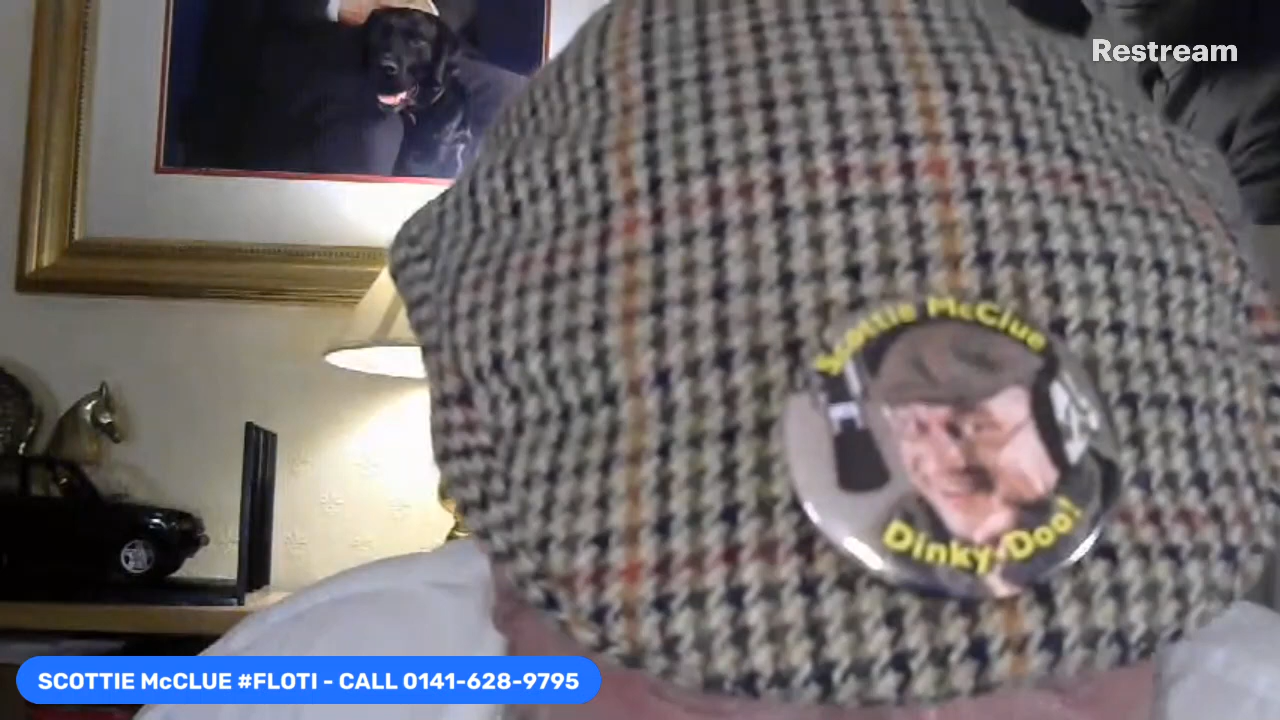 Restream
Scottie McClue
Dinky-Doo!
SCOTTIE McCLUE #FLOTI - CALL 0141-628-9795